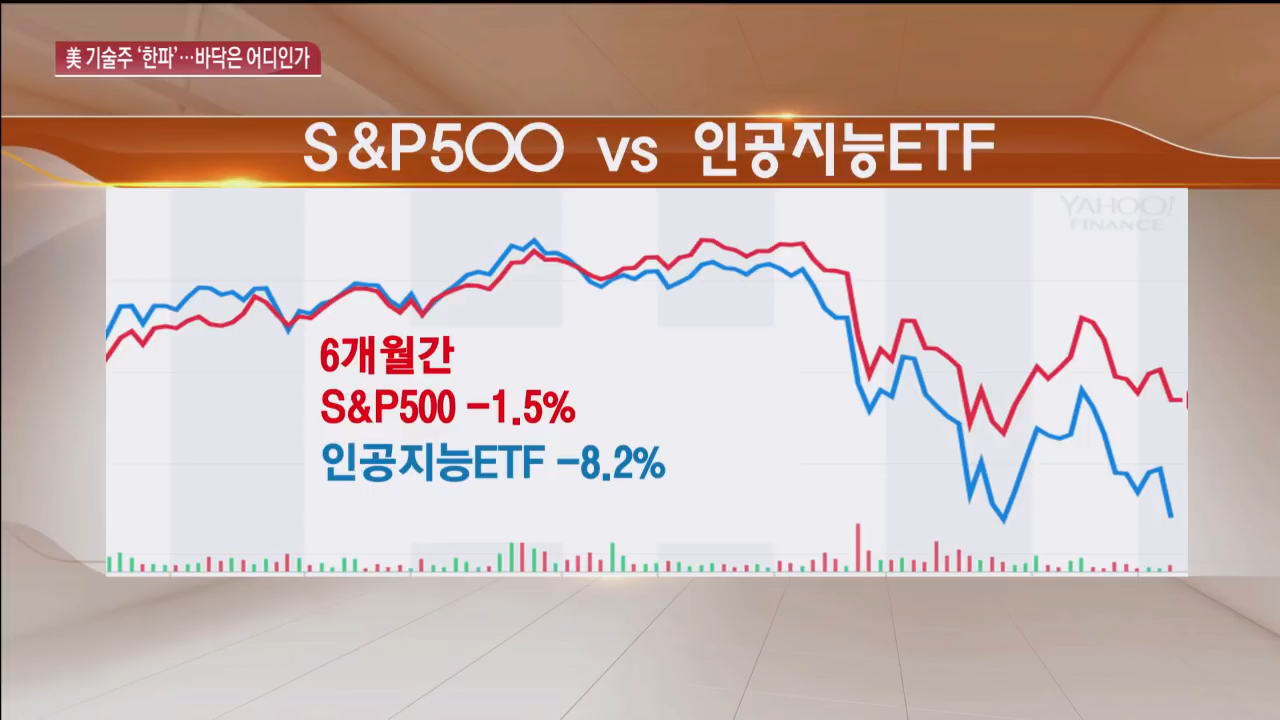 美 기술주 ‘한파’…바닥은 어디인가
S&P500 vs 인공지능ETF
YAHOO!
FINANCE
6개월간
S&P500 -1.5%
인공지능ETF -8.2%